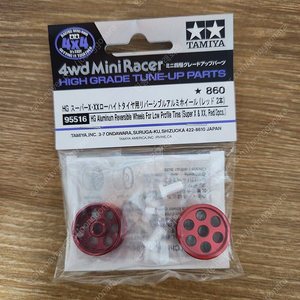 4x4
TAMIYA
4wd Mini Racer ミニ四駆グレードアップパーツ
HIGH GRADE TUNE-UP PARTS
★ 860
HG スーパーX・XXローハイトタイヤ用リバーシブルアルミホイール(レッド 2本)
95516 HG Aluminum Reversible Wheels For Low Profile Tires (Super X & XX, Red/2pcs.)
TAMIYA, INC. 3-7, ONDAWARA, SURUGA-KU, SHIZUOKA 422-8610 JAPAN